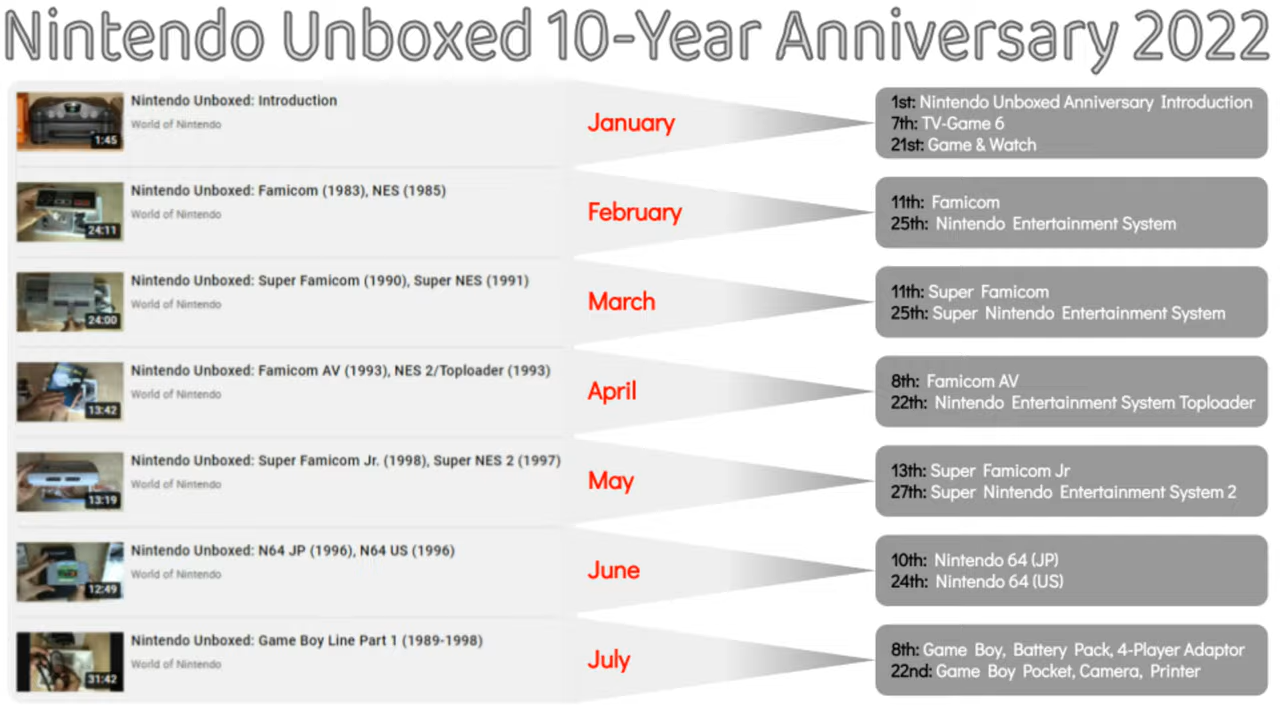 Nintendo Unboxed 10-Year Anniversary 2022
Nintendo Unboxed: Introduction
World of Nintendo
1:45
January
1st: Nintendo Unboxed Anniversary Introduction
7th: TV-Game 6
21st: Game & Watch
Nintendo Unboxed: Famicom (1983), NES (1985)
World of Nintendo
24:11
February
11th: Famicom
25th: Nintendo Entertainment System
Nintendo Unboxed: Super Famicom (1990), Super NES (1991)
World of Nintendo
24:00
March
11th: Super Famicom
25th: Super Nintendo Entertainment System
Nintendo Unboxed: Famicom AV (1993), NES 2/Toploader (1993)
World of Nintendo
13:42
April
8th: Famicom AV
22th: Nintendo Entertainment System Toploader
Nintendo Unboxed: Super Famicom Jr. (1998), Super NES 2 (1997)
World of Nintendo
13:19
May
13th: Super Famicom Jr
27th: Super Nintendo Entertainment System 2
Nintendo Unboxed: N64 JP (1996), N64 US (1996)
World of Nintendo
12:49
June
10th: Nintendo 64 (JP)
24th: Nintendo 64 (US)
Nintendo Unboxed: Game Boy Line Part 1 (1989-1998)
World of Nintendo
31:42
July
8th: Game Boy, Battery Pack, 4-Player Adaptor
22nd: Game Boy Pocket, Camera, Printer